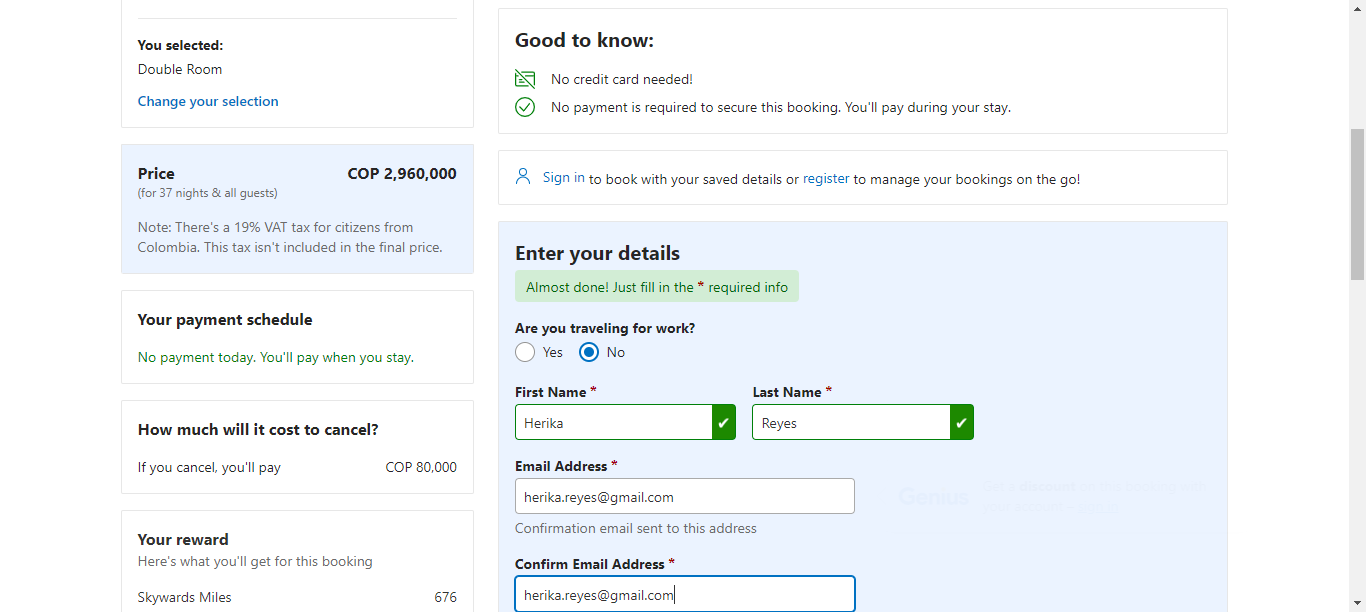 You selected:
Double Room
Change your selection
Price COP 2,960,000
(for 37 nights & all guests)
Note: There's a 19% VAT tax for citizens from
Colombia. This tax isn't included in the final price.
Your payment schedule
No payment today. You'll pay when you stay.
How much will it cost to cancel?
If you cancel, you'll pay COP 80,000
Your reward
Here's what you'll get for this booking
Skywards Miles 676
Good to know:
No credit card needed!
No payment is required to secure this booking. You'll pay during your stay.
Sign in to book with your saved details or register to manage your bookings on the go!
Enter your details
Almost done! Just fill in the * required info
Are you traveling for work?
Yes No
First Name * Last Name *
Herika Reyes
Email Address *
herika.reyes@gmail.com
Genius
Confirmation email sent to this address
Confirm Email Address *
herika.reyes@gmail.com